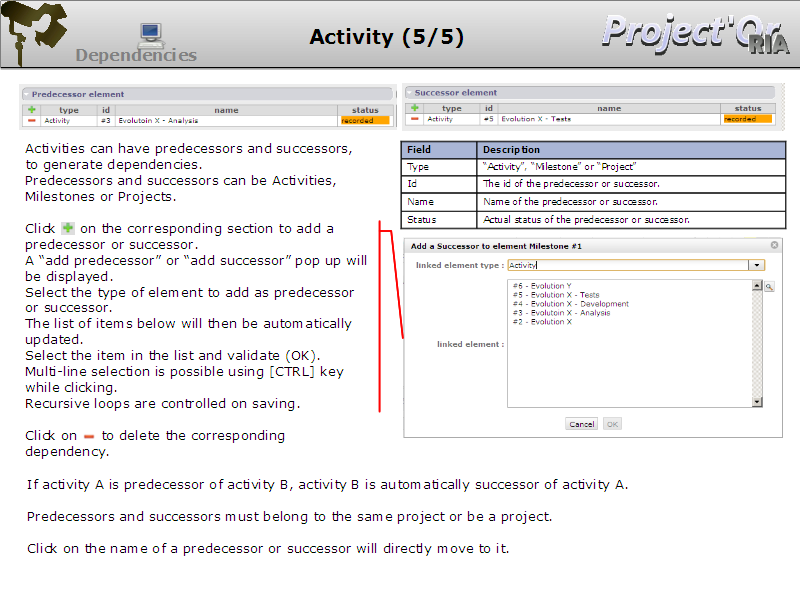 Activity (5/5)
Project'Or
RIA
Dependencies
Predecessor element
type id name status
Activity #3 Evolutoin X - Analysis recorded
Successor element
type id name status
Activity #5 Evolution X - Tests recorded
Activities can have predecessors and successors,
to generate dependencies.
Predecessors and successors can be Activities,
Milestones or Projects.
Click on the corresponding section to add a
predecessor or successor.
A “add predecessor” or “add successor” pop up will
be displayed.
Select the type of element to add as predecessor
or successor.
The list of items below will then be automatically
updated.
Select the item in the list and validate (OK).
Multi-line selection is possible using [CTRL] key
while clicking.
Recursive loops are controlled on saving.
Click on to delete the corresponding
dependency.
Field Description
Type “Activity”, “Milestone” or “Project”
Id The id of the predecessor or successor.
Name Name of the predecessor or successor.
Status Actual status of the predecessor or successor.
Add a Successor to element Milestone #1
linked element type : Activity
#6 - Evolution Y
#5 - Evolution X - Tests
#4 - Evolution X - Development
#3 - Evolutoin X - Analysis
#2 - Evolution X
linked element :
Cancel OK
If activity A is predecessor of activity B, activity B is automatically successor of activity A.
Predecessors and successors must belong to the same project or be a project.
Click on the name of a predecessor or successor will directly move to it.